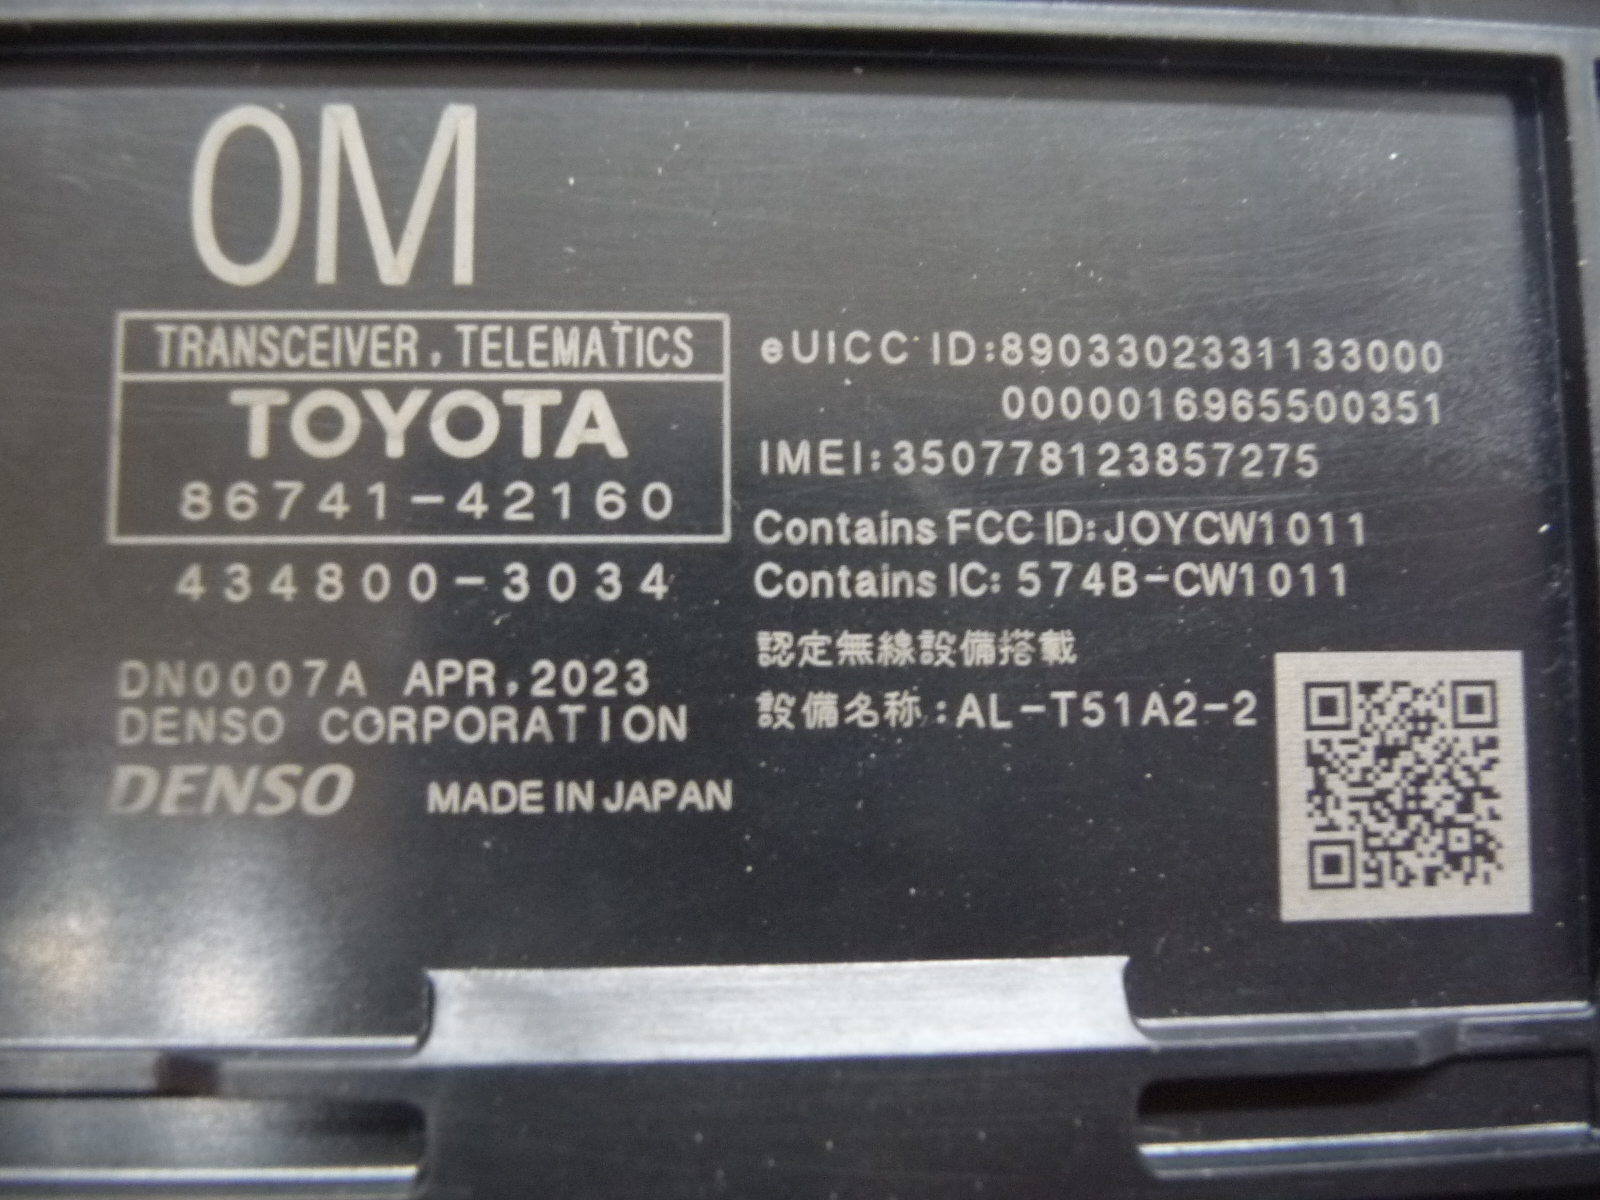 0M
TRANSCEIVER, TELEMATICS
TOYOTA
86741-42160
434800-3034
DN0007A APR, 2023
DENSO CORPORATION
DENSO MADE IN JAPAN
eUICC ID:8903302331133000
0000016965500351
IMEI:350778123857275
Contains FCC ID:JOYCW1011
Contains IC: 574B-CW1011
認定無線設備搭載
設備名称:AL-T51A2-2